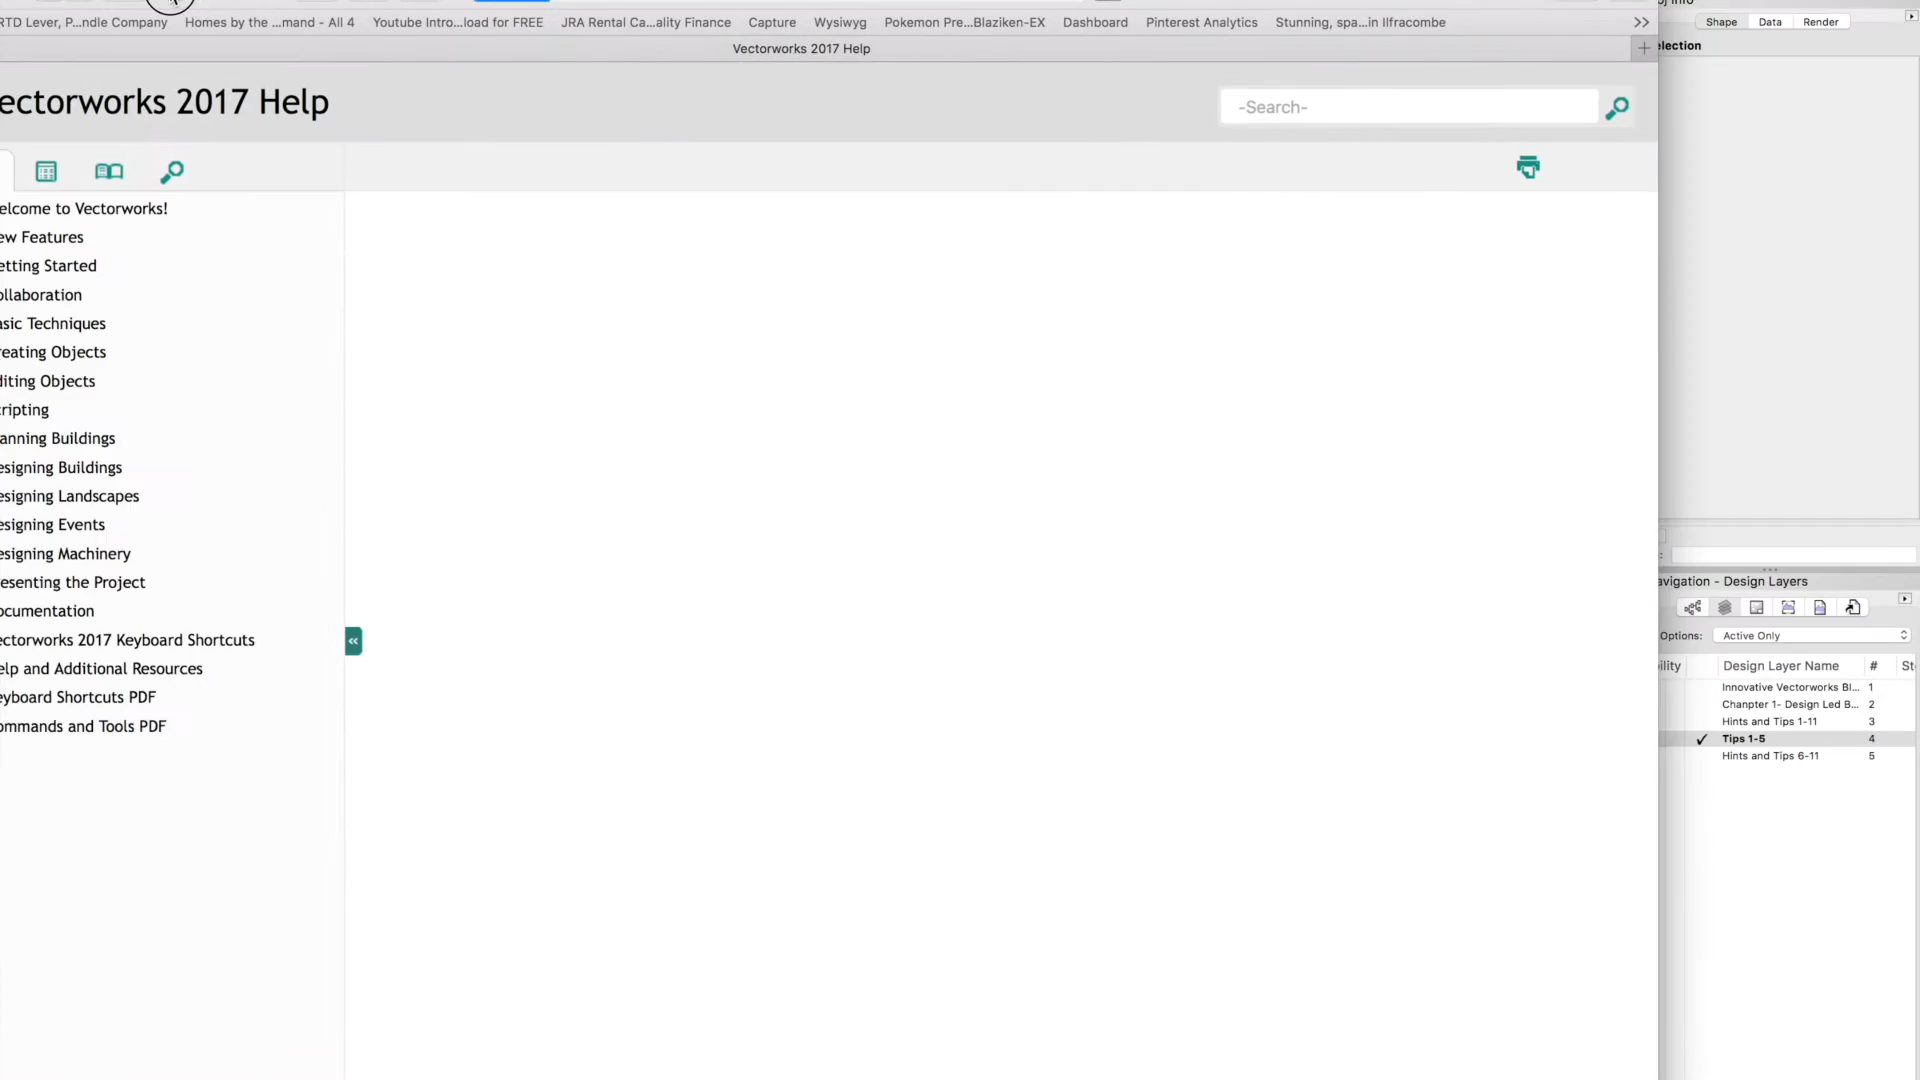 RTD Lever, P...ndle Company Homes by the ...mand - All 4 Youtube Intro...load for FREE JRA Rental Ca...ality Finance Capture Wysiwyg Pokemon Pre...Blaziken-EX Dashboard Pinterest Analytics Stunning, spa...in Ilfracombe >>
Vectorworks 2017 Help +
ectorworks 2017 Help
-Search-
elcome to Vectorworks!
ew Features
etting Started
ollaboration
asic Techniques
reating Objects
diting Objects
cripting
anning Buildings
esigning Buildings
esigning Landscapes
esigning Events
esigning Machinery
resenting the Project
ocumentation
ectorworks 2017 Keyboard Shortcuts
elp and Additional Resources
eyboard Shortcuts PDF
ommands and Tools PDF
«
Shape Data Render
election
avigation - Design Layers
Options: Active Only
ility Design Layer Name # St
Innovative Vectorworks Bl... 1
Chanpter 1- Design Led B... 2
Hints and Tips 1-11 3
✓ Tips 1-5 4
Hints and Tips 6-11 5